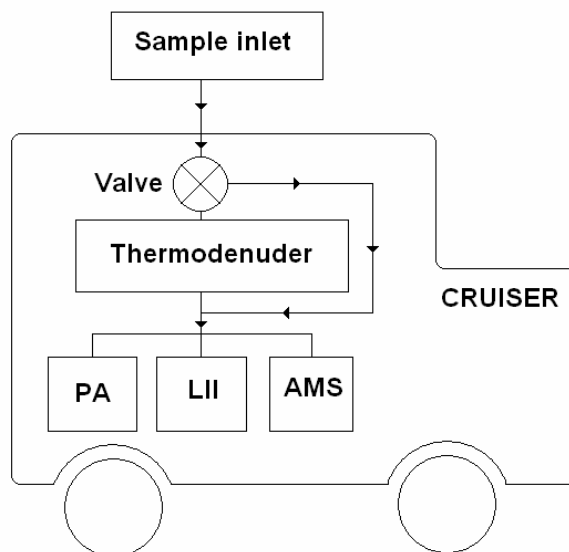 Sample inlet
Valve
Thermodenuder
CRUISER
PA
LII
AMS